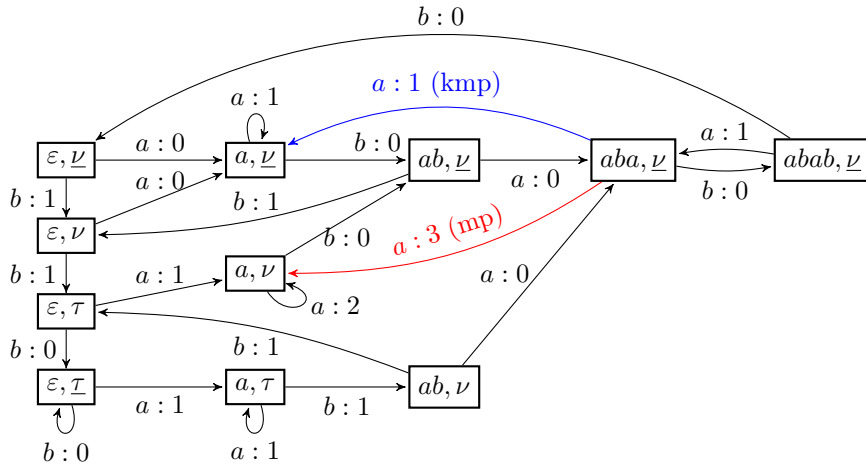 b : 0
a : 1 (kmp)
a : 1
ε, ν
a : 0
a, ν
b : 0
ab, ν
a : 0
aba, ν
a : 1
b : 0
abab, ν
b : 1
a : 0
b : 1
ε, ν
b : 0
a : 3 (mp)
b : 1
a : 1
a, ν
a : 2
a : 0
ε, τ
b : 0
b : 1
ε, τ
a : 1
a, τ
b : 1
ab, ν
b : 0
a : 1